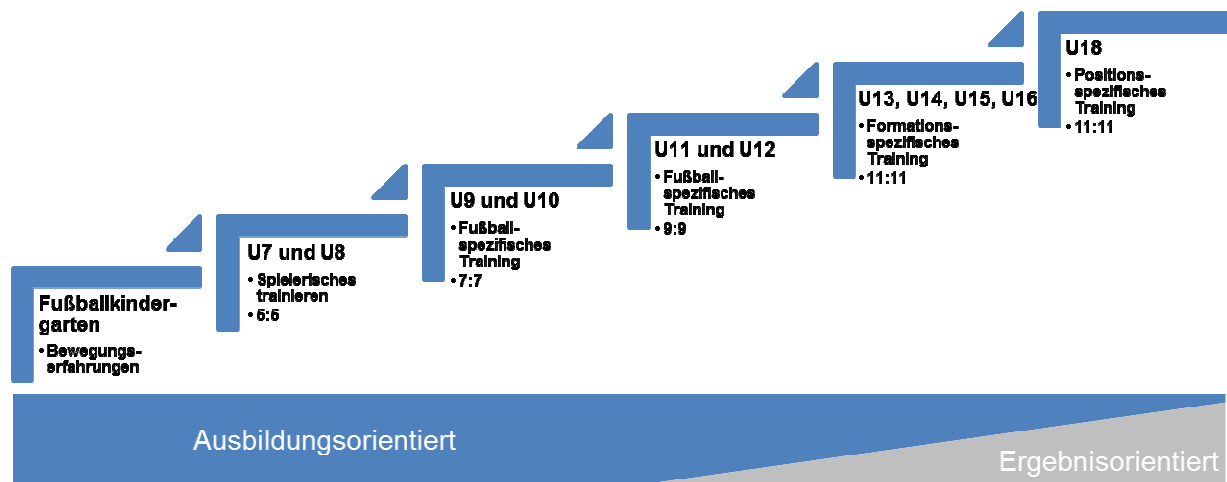 U18
• Positions-
spezifisches
Training
• 11:11
U13, U14, U15, U16
• Formations-
spezifisches
Training
• 11:11
U11 und U12
• Fußball-
spezifisches
Training
• 9:9
U9 und U10
• Fußball-
spezifisches
Training
• 7:7
U7 und U8
• Spielerisches
trainieren
• 5:5
Fußballkinder-
garten
• Bewegungs-
erfahrungen
Ausbildungsorientiert
Ergebnisorientiert